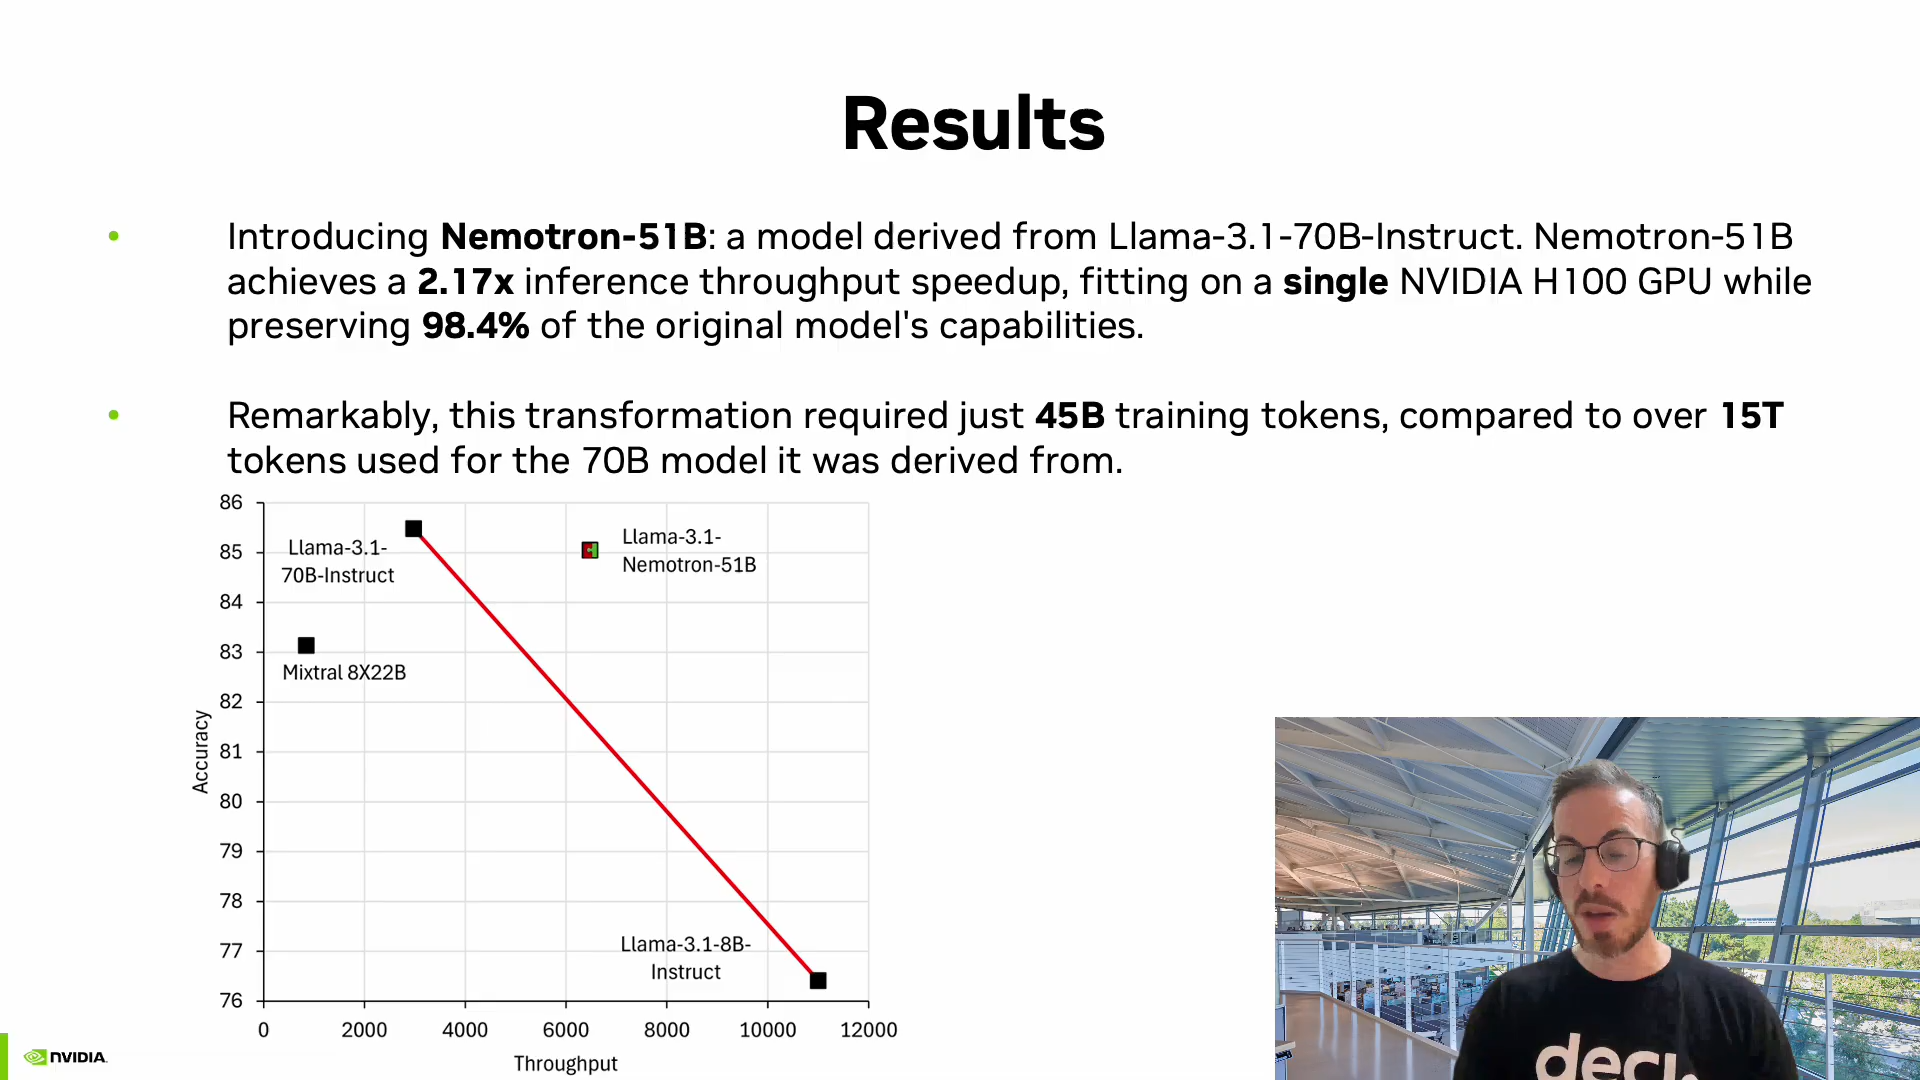 Results
• Introducing Nemotron-51B: a model derived from Llama-3.1-70B-Instruct. Nemotron-51B
achieves a 2.17x inference throughput speedup, fitting on a single NVIDIA H100 GPU while
preserving 98.4% of the original model's capabilities.
• Remarkably, this transformation required just 45B training tokens, compared to over 15T
tokens used for the 70B model it was derived from.
86
85
84
83
82
81
80
79
78
77
76
Accuracy
Llama-3.1-
70B-Instruct
Llama-3.1-
Nemotron-51B
Mixtral 8X22B
Llama-3.1-8B-
Instruct
0 2000 4000 6000 8000 10000 12000
Throughput
NVIDIA.
deci.